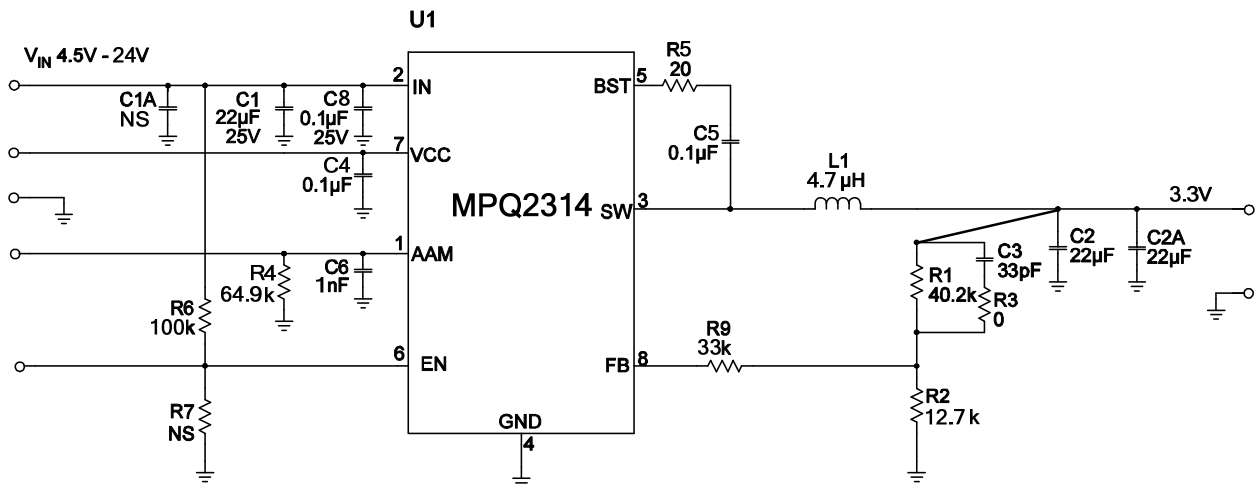 U1
V_IN 4.5V - 24V
C1A
NS
C1
22µF
25V
C8
0.1µF
25V
2
IN
7
VCC
C4
0.1µF
MPQ2314
1
AAM
R4
64.9k
C6
1nF
R6
100k
6
EN
R7
NS
GND
4
BST
5
R5
20
C5
0.1µF
SW
3
L1
4.7µH
3.3V
C2
22µF
C2A
22µF
C3
33pF
R1
40.2k
R3
0
FB
8
R9
33k
R2
12.7k